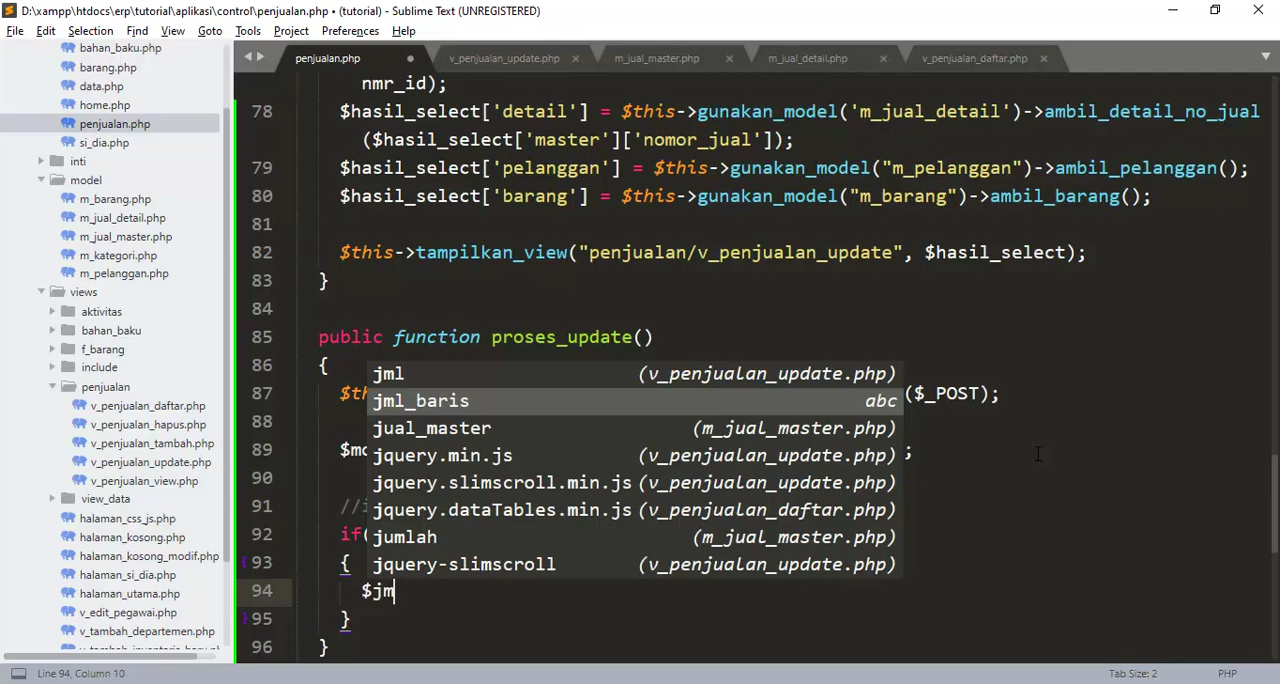 D:\xampp\htdocs\erp\tutorial\aplikasi\control\penjualan.php • (tutorial) - Sublime Text (UNREGISTERED)
File Edit Selection Find View Goto Tools Project Preferences Help
bahan_baku.php
barang.php
data.php
home.php
penjualan.php
si_dia.php
inti
model
m_barang.php
m_jual_detail.php
m_jual_master.php
m_kategori.php
m_pelanggan.php
views
aktivitas
bahan_baku
f_barang
include
penjualan
v_penjualan_daftar.php
v_penjualan_hapus.php
v_penjualan_tambah.php
v_penjualan_update.php
v_penjualan_view.php
view_data
halaman_css_js.php
halaman_kosong.php
halaman_kosong_modif.php
halaman_si_dia.php
halaman_utama.php
v_edit_pegawai.php
v_tambah_departemen.php
penjualan.php v_penjualan_update.php m_jual_master.php m_jual_detail.php v_penjualan_daftar.php
nmr_id);
78 $hasil_select['detail'] = $this->gunakan_model('m_jual_detail')->ambil_detail_no_jual
($hasil_select['master']['nomor_jual']);
79 $hasil_select['pelanggan'] = $this->gunakan_model("m_pelanggan")->ambil_pelanggan();
80 $hasil_select['barang'] = $this->gunakan_model("m_barang")->ambil_barang();
81
82 $this->tampilkan_view("penjualan/v_penjualan_update", $hasil_select);
83 }
84
85 public function proses_update()
86 {
87 $th ($_POST);
88
89 $mo ;
90
91 //i
92 if(
93 {
94 $jm
95 }
96 }
jml (v_penjualan_update.php)
jml_baris abc
jual_master (m_jual_master.php)
jquery.min.js (v_penjualan_update.php)
jquery.slimscroll.min.js (v_penjualan_update.php)
jquery.dataTables.min.js (v_penjualan_daftar.php)
jumlah (m_jual_master.php)
jquery-slimscroll (v_penjualan_update.php)
Line 94, Column 10 Tab Size: 2 PHP